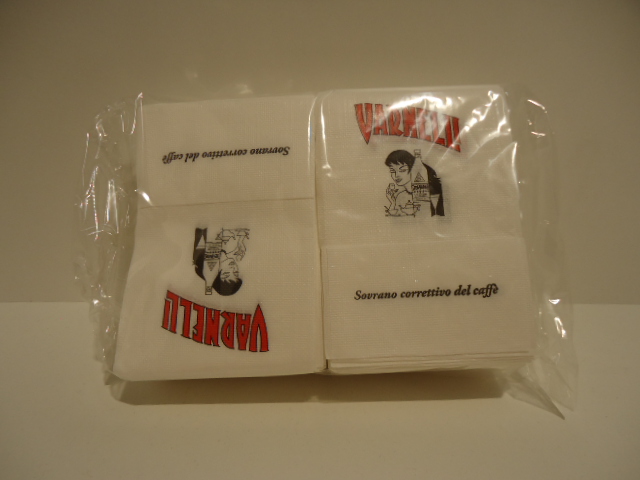 Sovrano correttivo del caffè
VARNELLI
VARNELLI
Sovrano correttivo del caffè